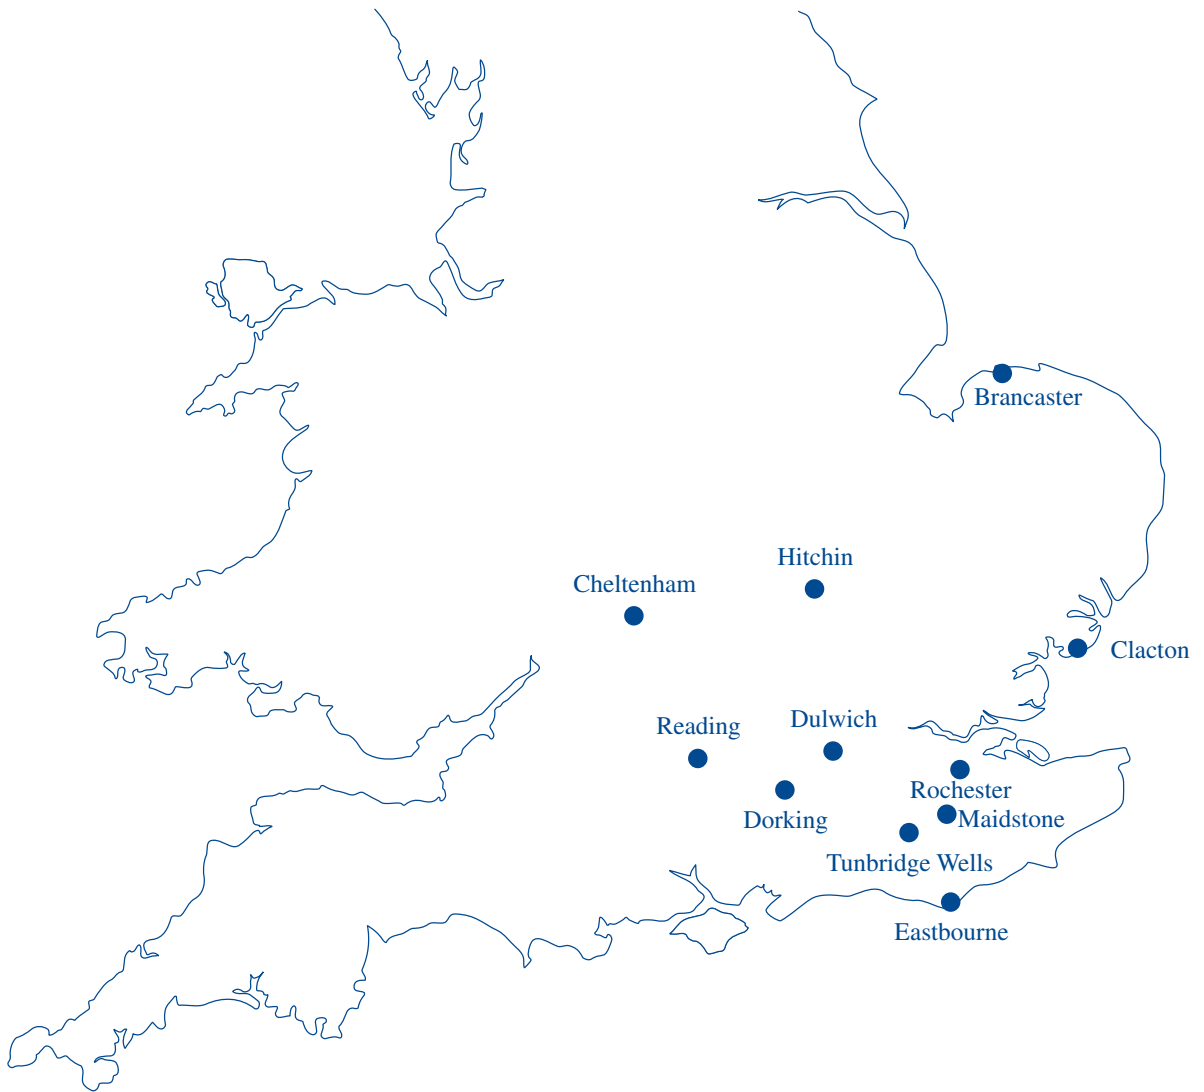 Brancaster
Hitchin
Cheltenham
Clacton
Reading
Dulwich
Rochester
Dorking
Maidstone
Tunbridge Wells
Eastbourne